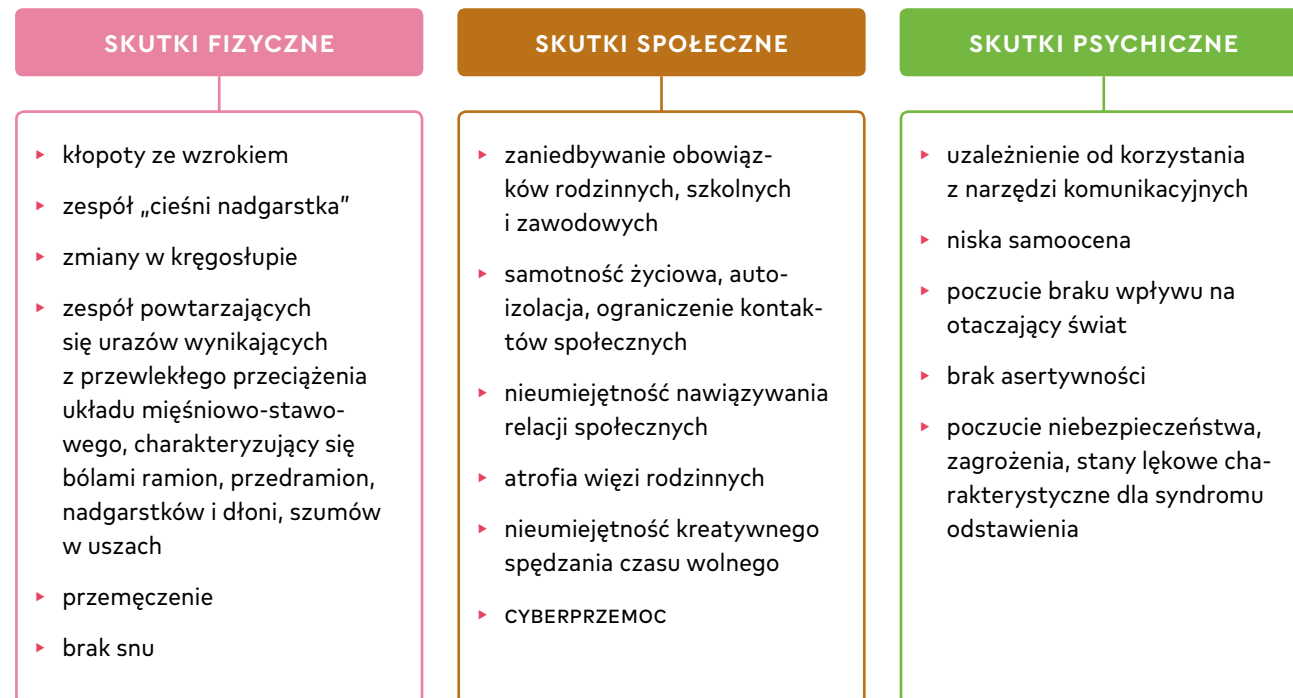 SKUTKI FIZYCZNE
kłopoty ze wzrokiem
zespół „cieśni nadgarstka”
zmiany w kręgosłupie
zespół powtarzających
się urazów wynikających
z przewlekłego przeciążenia
układu mięśniowo-stawo-
wego, charakteryzujący się
bólami ramion, przedramion,
nadgarstków i dłoni, szumów
w uszach
przemęczenie
brak snu
SKUTKI SPOŁECZNE
zaniedbywanie obowiąz-
ków rodzinnych, szkolnych
i zawodowych
samotność życiowa, auto-
izolacja, ograniczenie kontak-
tów społecznych
nieumiejętność nawiązywania
relacji społecznych
atrofia więzi rodzinnych
nieumiejętność kreatywnego
spędzania czasu wolnego
CYBERPRZEMOC
SKUTKI PSYCHICZNE
uzależnienie od korzystania
z narzędzi komunikacyjnych
niska samoocena
poczucie braku wpływu na
otaczający świat
brak asertywności
poczucie niebezpieczeństwa,
zagrożenia, stany lękowe cha-
rakterystyczne dla syndromu
odstawienia